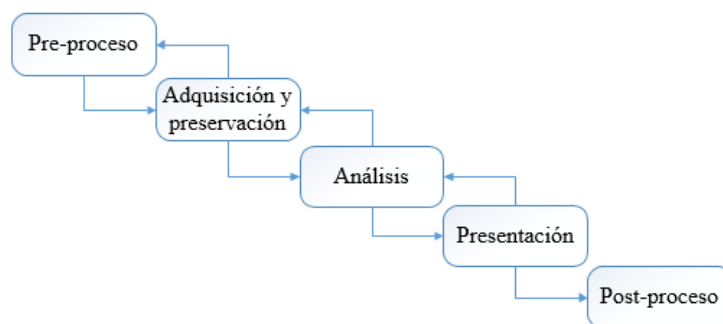 Pre-proceso
Adquisición y
preservación
Análisis
Presentación
Post-proceso